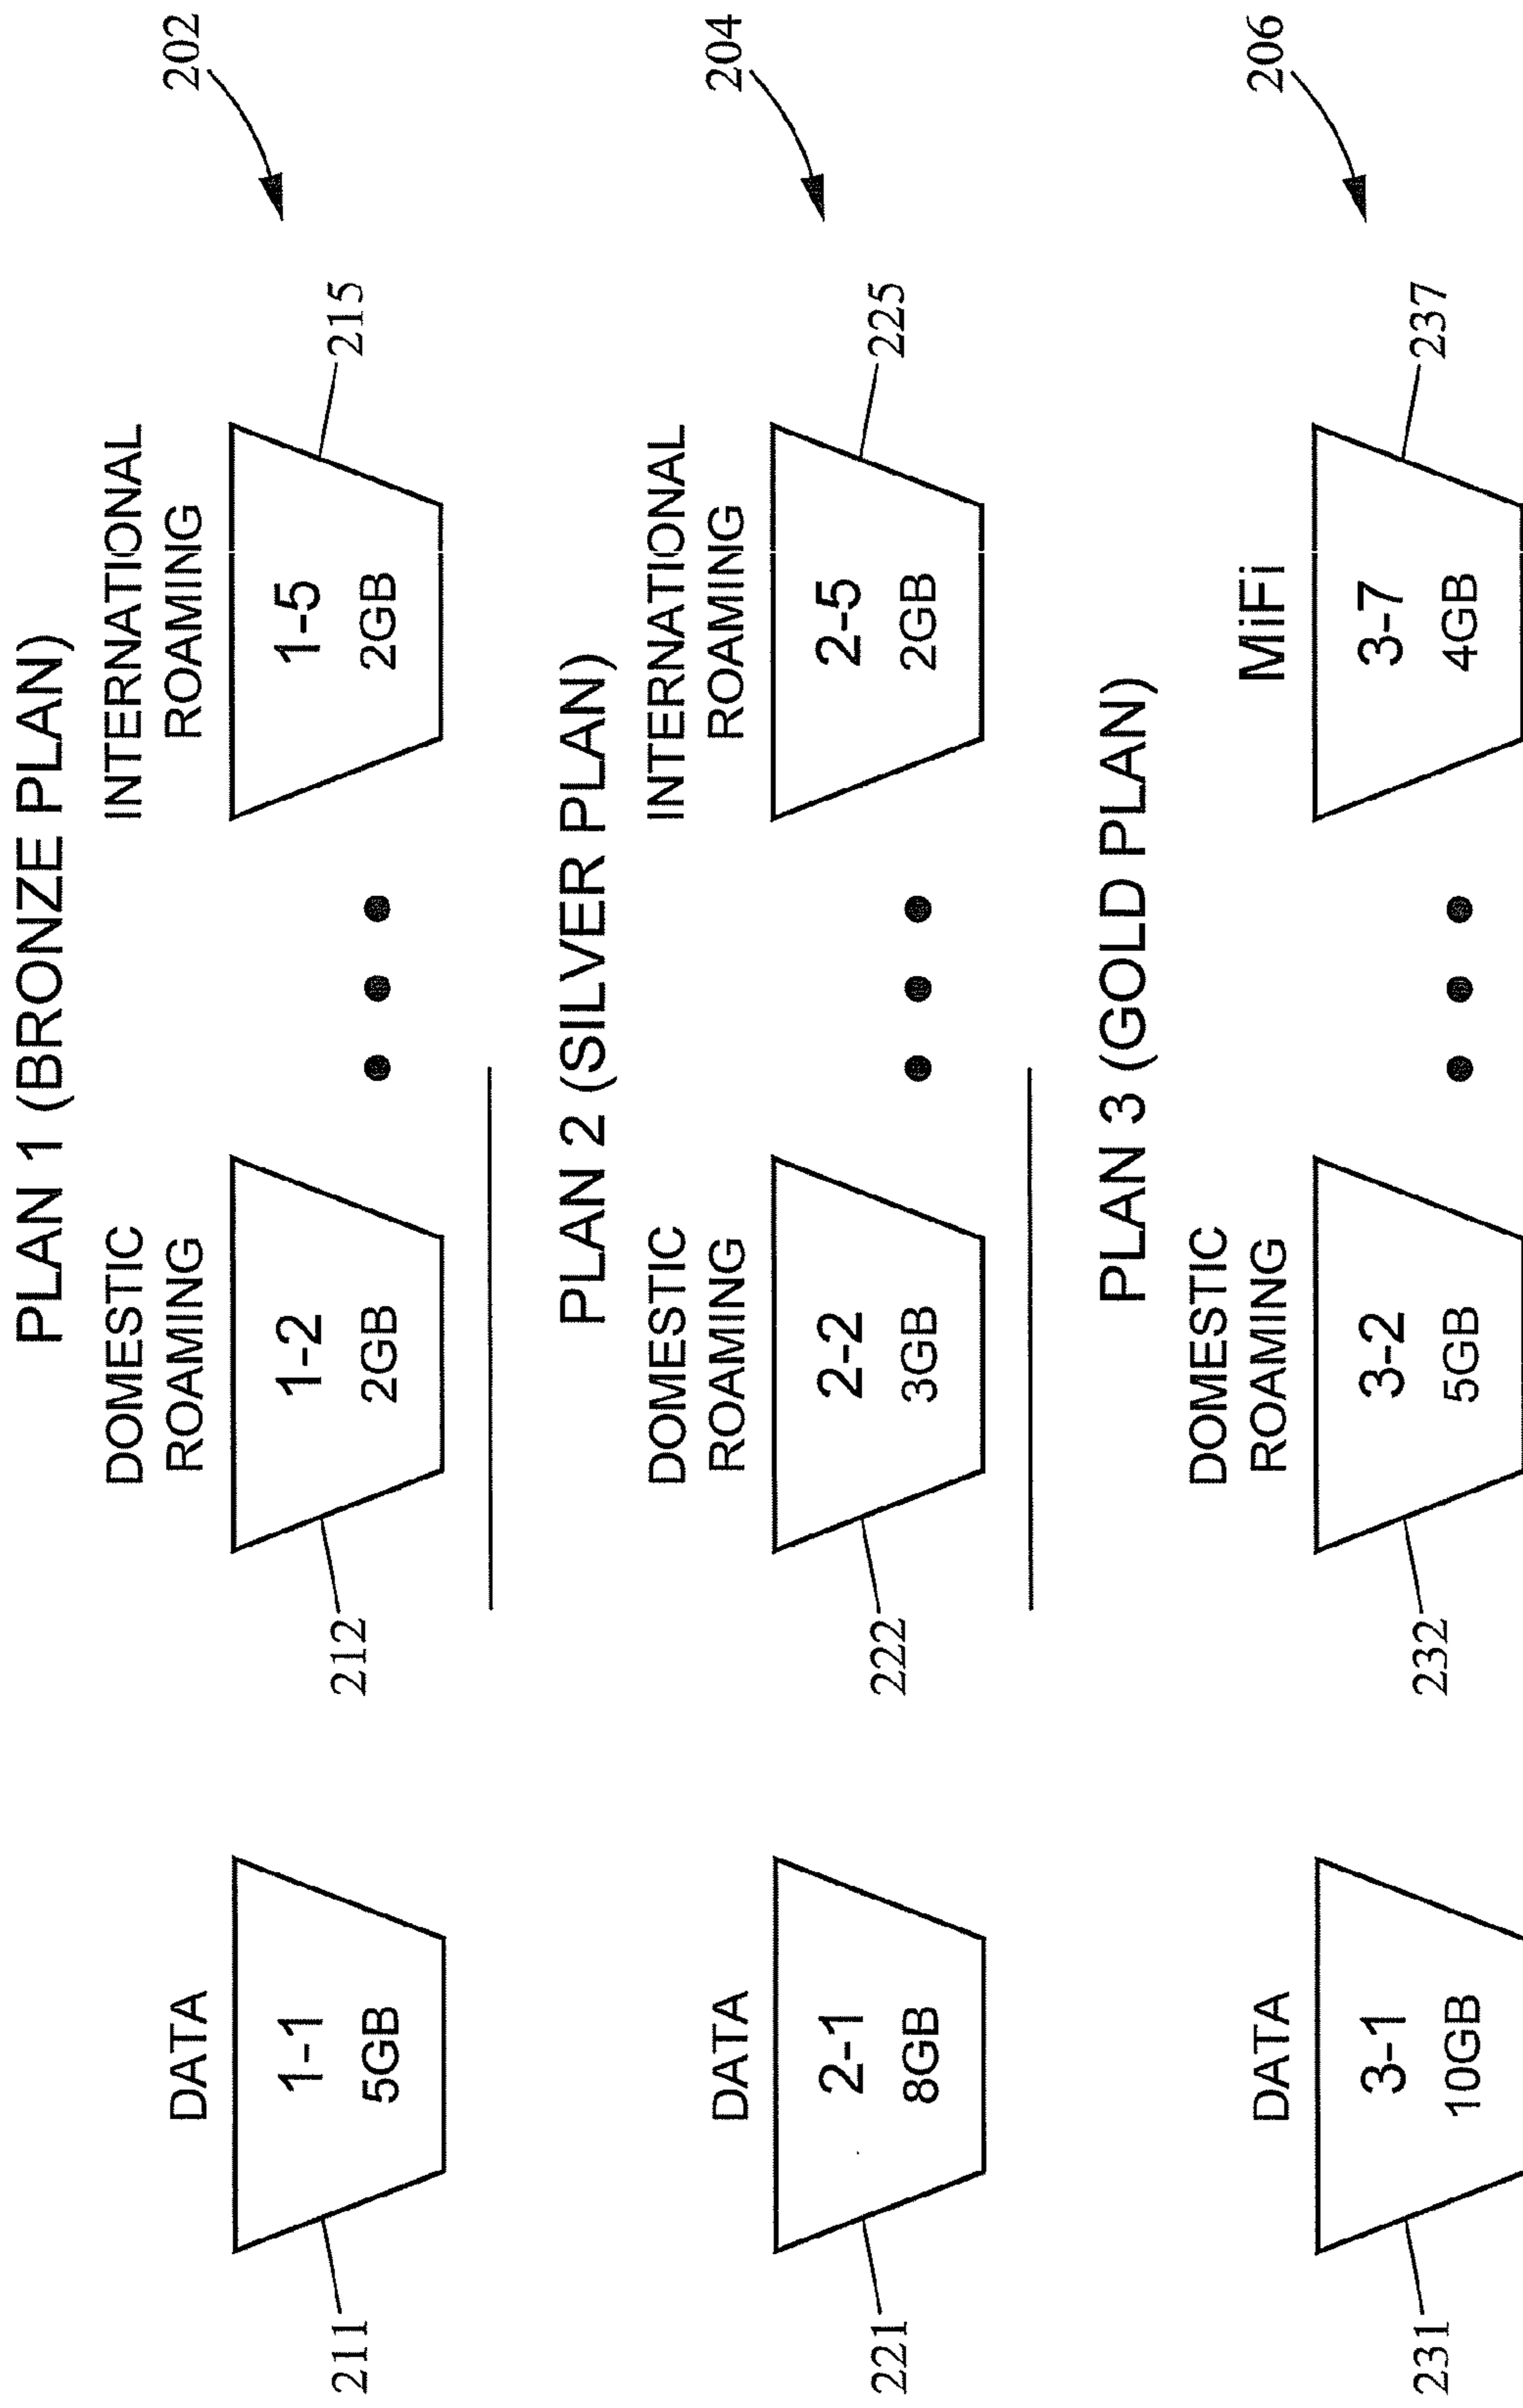 PLAN 1 (BRONZE PLAN)
202
DATA
DOMESTIC
ROAMING
INTERNATIONAL
ROAMING
1-1
5GB
1-2
2GB
1-5
2GB
211
212
215
PLAN 2 (SILVER PLAN)
204
DATA
DOMESTIC
ROAMING
INTERNATIONAL
ROAMING
2-1
8GB
2-2
3GB
2-5
2GB
221
222
225
PLAN 3 (GOLD PLAN)
206
DATA
DOMESTIC
ROAMING
MiFi
3-1
10GB
3-2
5GB
3-7
4GB
231
232
237